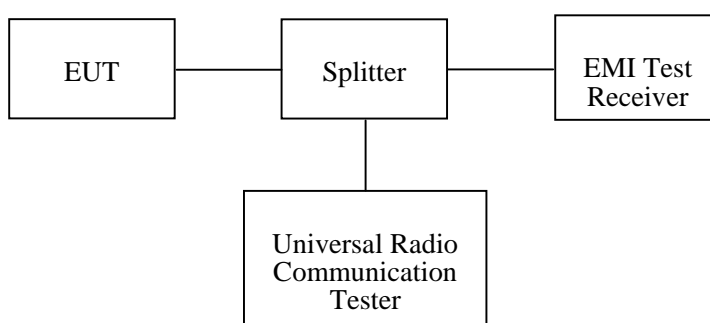 EUT
Splitter
EMI Test
Receiver
Universal Radio
Communication
Tester